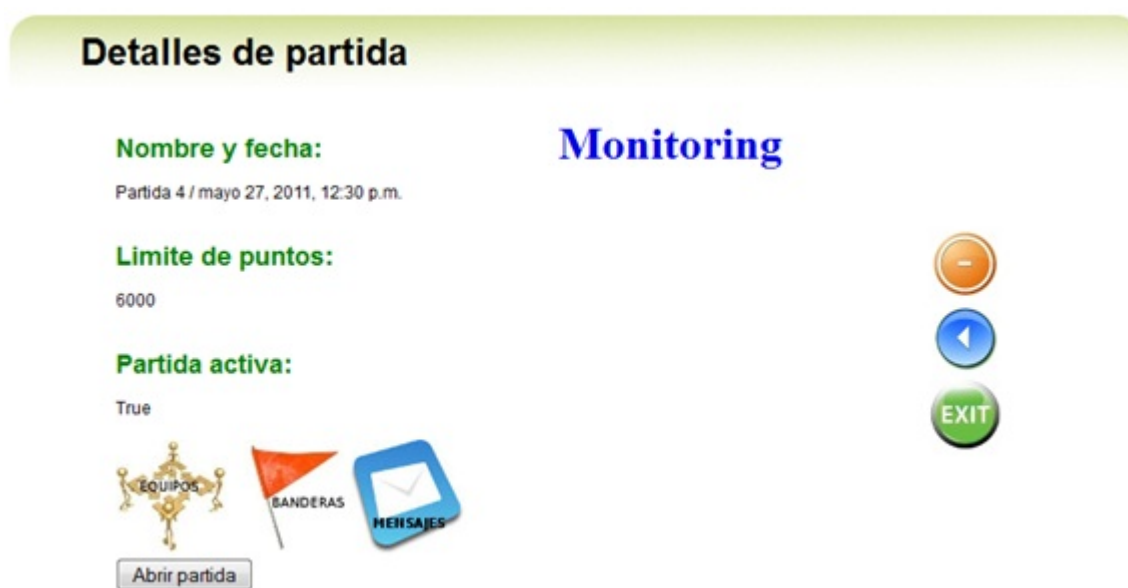 Detalles de partida
Nombre y fecha:
Monitoring
Partida 4 / mayo 27, 2011, 12:30 p.m.
Limite de puntos:
6000
Partida activa:
True
EXIT
EQUIPOS
BANDERAS
MENSAJES
Abrir partida